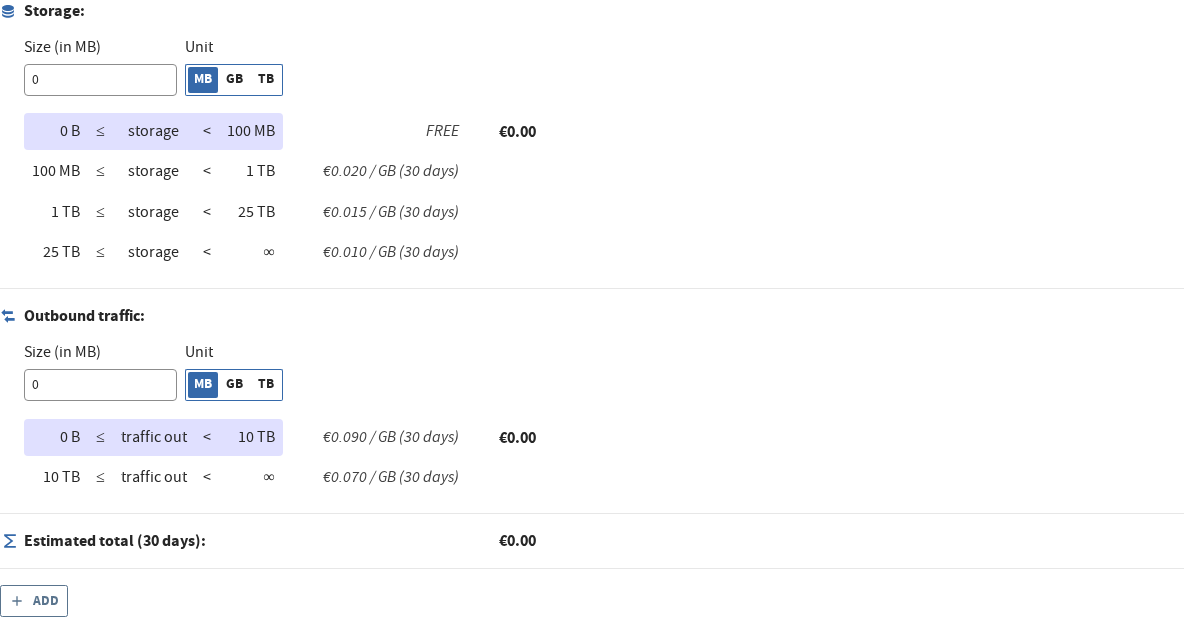 Storage:
Size (in MB) Unit
0 MB GB TB
0 B ≤ storage < 100 MB FREE €0.00
100 MB ≤ storage < 1 TB €0.020 / GB (30 days)
1 TB ≤ storage < 25 TB €0.015 / GB (30 days)
25 TB ≤ storage < ∞ €0.010 / GB (30 days)
Outbound traffic:
Size (in MB) Unit
0 MB GB TB
0 B ≤ traffic out < 10 TB €0.090 / GB (30 days) €0.00
10 TB ≤ traffic out < ∞ €0.070 / GB (30 days)
Estimated total (30 days): €0.00
+ ADD